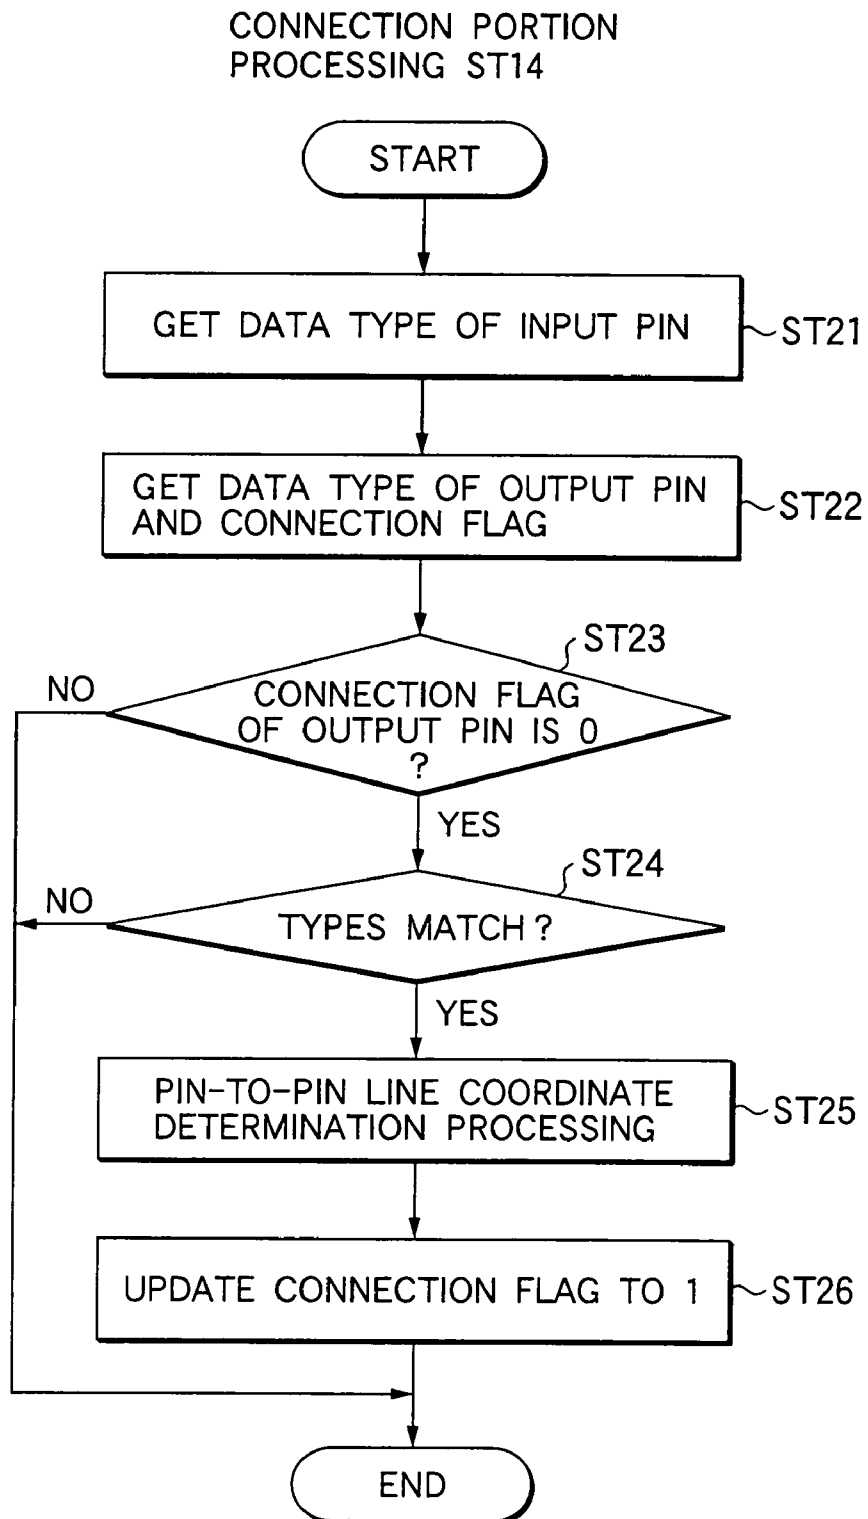 CONNECTION PORTION
PROCESSING ST14
START
GET DATA TYPE OF INPUT PIN
ST21
GET DATA TYPE OF OUTPUT PIN
AND CONNECTION FLAG
ST22
ST23
NO
CONNECTION FLAG
OF OUTPUT PIN IS 0
?
YES
ST24
NO
TYPES MATCH?
YES
PIN-TO-PIN LINE COORDINATE
DETERMINATION PROCESSING
ST25
UPDATE CONNECTION FLAG TO 1
ST26
END